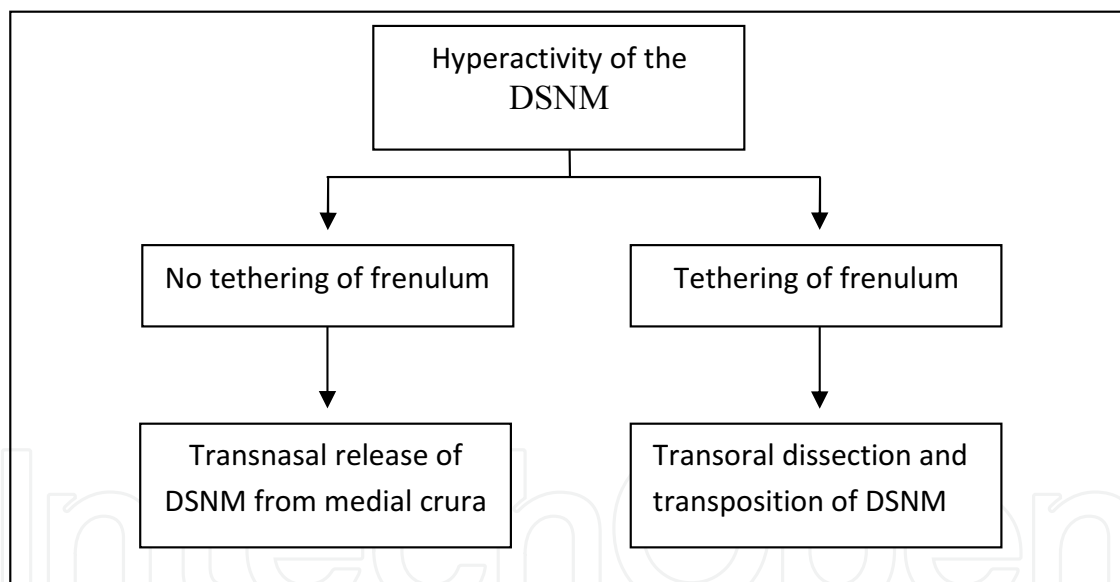 Hyperactivity of the
DSNM
No tethering of frenulum
Tethering of frenulum
Transnasal release of
DSNM from medial crura
Transoral dissection and
transposition of DSNM
IntechOpen